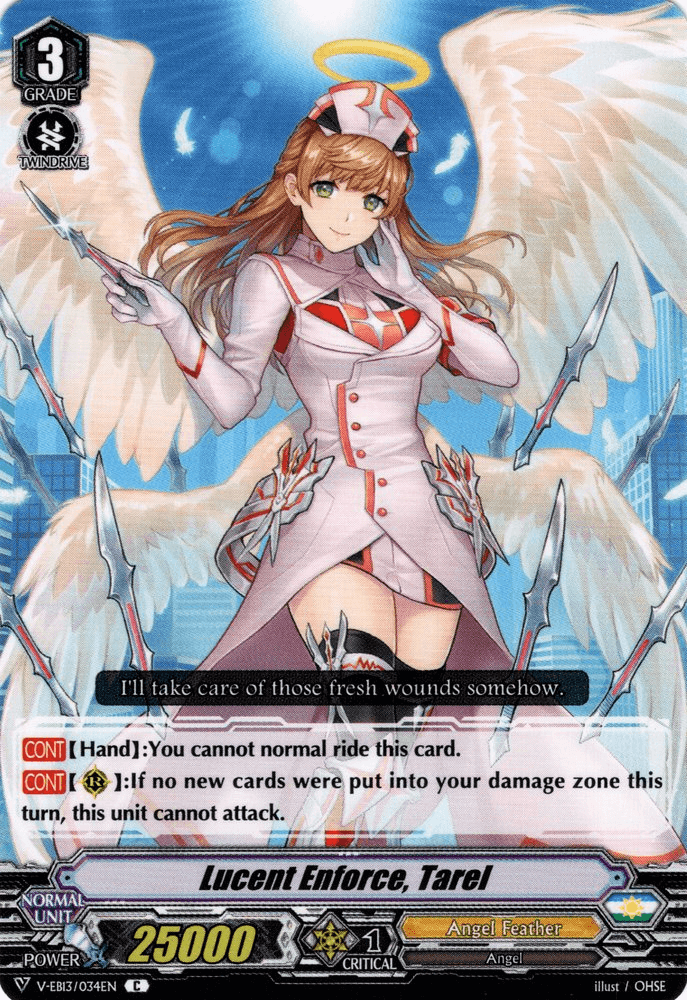 3
GRADE
TWINDRIVE
I'll take care of those fresh wounds somehow.
CONT【Hand】:You cannot normal ride this card.
CONT【R】:If no new cards were put into your damage zone this
turn, this unit cannot attack.
Lucent Enforce, Tarel
NORMAL
UNIT
POWER 25000
1
CRITICAL
Angel Feather
Angel
V-EB13/034EN C
illust / OHSE